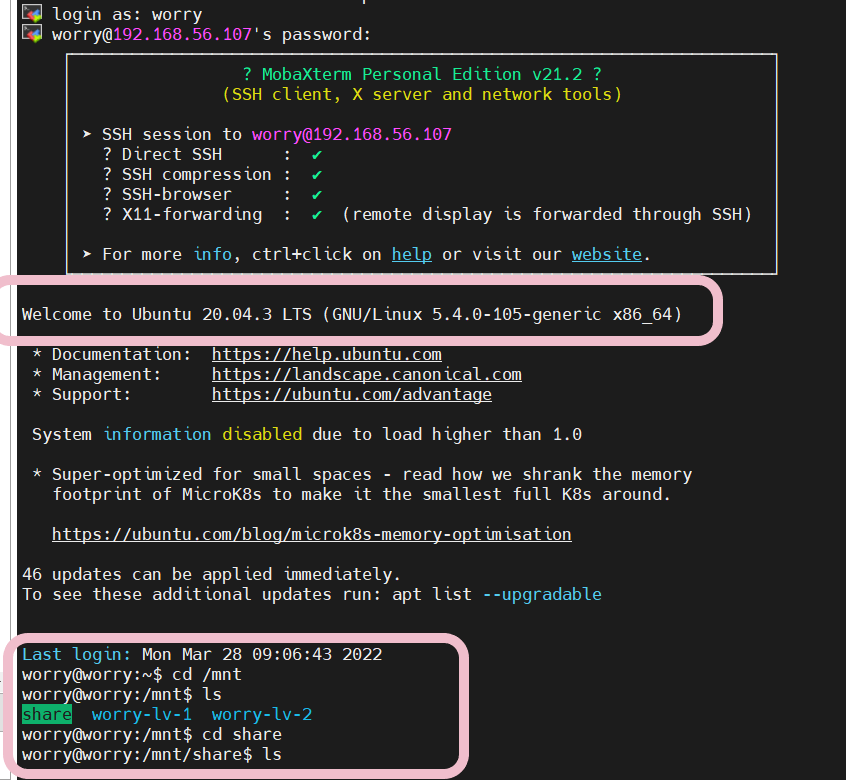 login as: worry
worry@192.168.56.107's password:
? MobaXterm Personal Edition v21.2 ?
(SSH client, X server and network tools)
➤ SSH session to worry@192.168.56.107
? Direct SSH : ✔
? SSH compression : ✔
? SSH-browser : ✔
? X11-forwarding : ✔ (remote display is forwarded through SSH)
➤ For more info, ctrl+click on help or visit our website.
Welcome to Ubuntu 20.04.3 LTS (GNU/Linux 5.4.0-105-generic x86_64)
* Documentation: https://help.ubuntu.com
* Management: https://landscape.canonical.com
* Support: https://ubuntu.com/advantage
System information disabled due to load higher than 1.0
* Super-optimized for small spaces - read how we shrank the memory
footprint of MicroK8s to make it the smallest full K8s around.
https://ubuntu.com/blog/microk8s-memory-optimisation
46 updates can be applied immediately.
To see these additional updates run: apt list --upgradable
Last login: Mon Mar 28 09:06:43 2022
worry@worry:~$ cd /mnt
worry@worry:/mnt$ ls
share worry-lv-1 worry-lv-2
worry@worry:/mnt$ cd share
worry@worry:/mnt/share$ ls